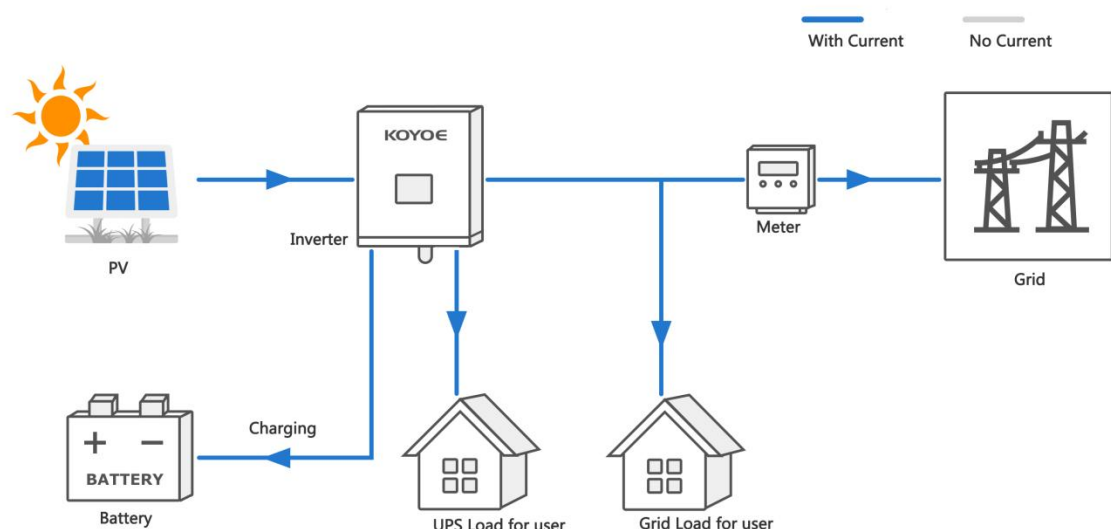 With Current
No Current
KOYOE
Inverter
PV
Meter
Grid
Charging
+ −
BATTERY
Battery
UPS Load for user
Grid Load for user